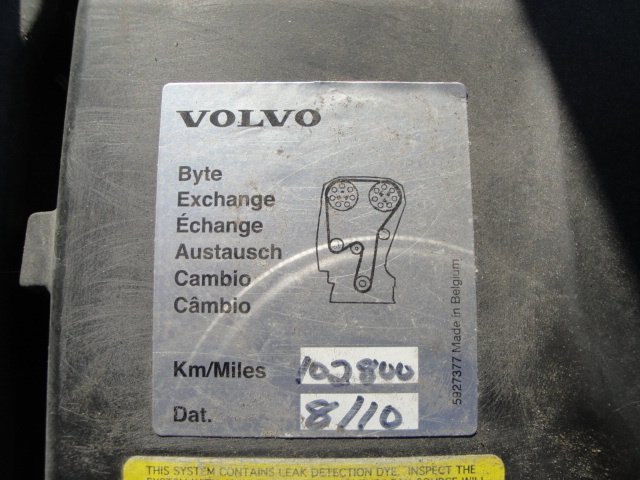 VOLVO
Byte
Exchange
Échange
Austausch
Cambio
Câmbio
Km/Miles 102800
Dat. 8/10
5927377 Made in Belgium
THIS SYSTEM CONTAINS LEAK DETECTION DYE. INSPECT THE